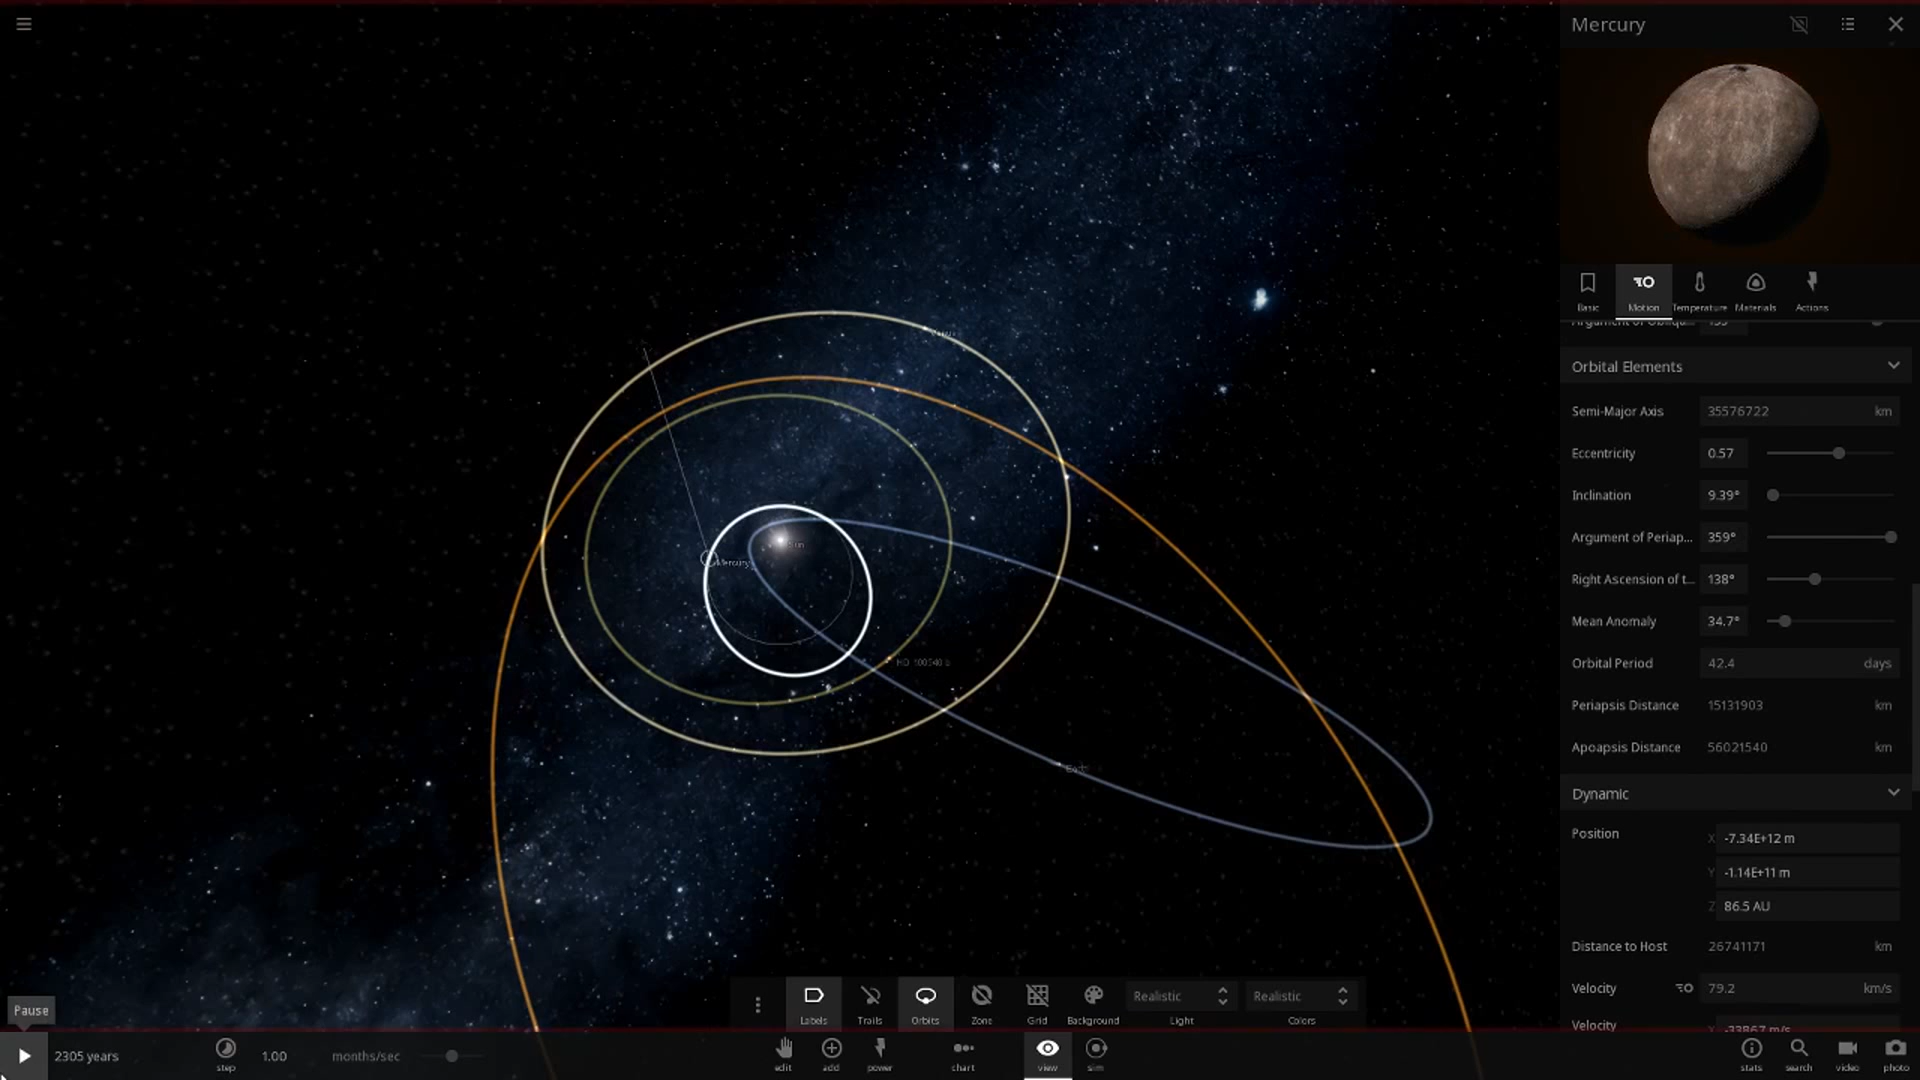 Mercury
Basic
Motion
Temperature
Materials
Actions
Orbital Elements
Semi-Major Axis 35576722 km
Eccentricity 0.57
Inclination 9.39°
Argument of Periap... 359°
Right Ascension of t... 138°
Mean Anomaly 34.7°
Orbital Period 42.4 days
Periapsis Distance 15131903 km
Apoapsis Distance 56021540 km
Dynamic
Position X -7.34E+12 m
Y -1.14E+11 m
Z 86.5 AU
Distance to Host 26741171 km
Velocity 79.2 km/s
Velocity X -33867 m/s
Sun
Mercury
Earth
Labels
Trails
Orbits
Zone
Grid
Background
Realistic
Light
Realistic
Colors
Pause
2305 years
step
1.00 months/sec
edit
add
power
chart
view
sim
stats
search
video
photo